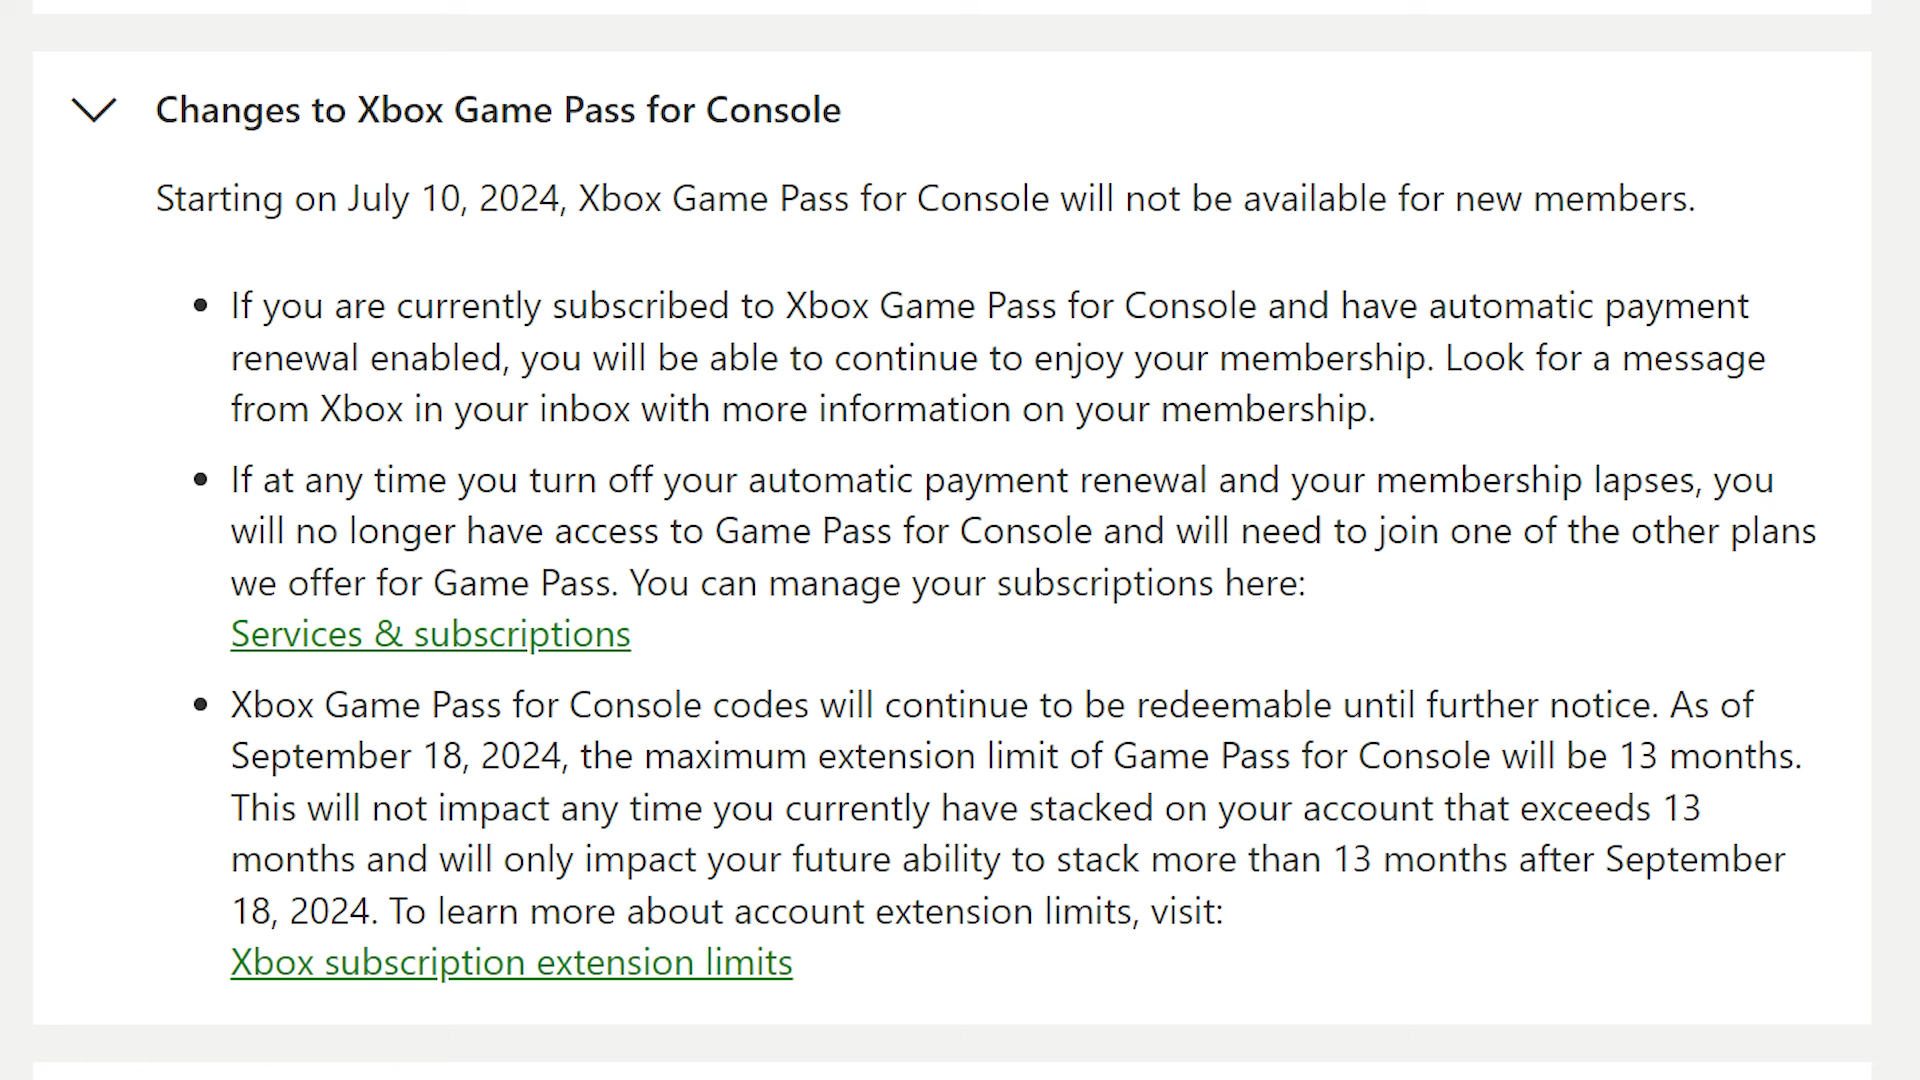 Changes to Xbox Game Pass for Console
Starting on July 10, 2024, Xbox Game Pass for Console will not be available for new members.
• If you are currently subscribed to Xbox Game Pass for Console and have automatic payment
renewal enabled, you will be able to continue to enjoy your membership. Look for a message
from Xbox in your inbox with more information on your membership.
• If at any time you turn off your automatic payment renewal and your membership lapses, you
will no longer have access to Game Pass for Console and will need to join one of the other plans
we offer for Game Pass. You can manage your subscriptions here:
Services & subscriptions
• Xbox Game Pass for Console codes will continue to be redeemable until further notice. As of
September 18, 2024, the maximum extension limit of Game Pass for Console will be 13 months.
This will not impact any time you currently have stacked on your account that exceeds 13
months and will only impact your future ability to stack more than 13 months after September
18, 2024. To learn more about account extension limits, visit:
Xbox subscription extension limits